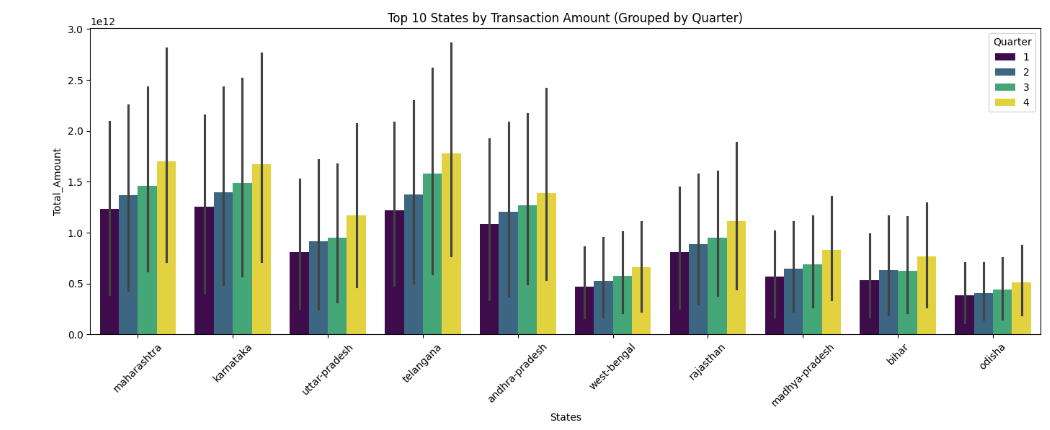 Top 10 States by Transaction Amount (Grouped by Quarter)
1e12
3.0
2.5
2.0
1.5
1.0
0.5
0.0
Total_Amount
Quarter
1
2
3
4
maharashtra
karnataka
uttar-pradesh
telangana
andhra-pradesh
west-bengal
rajasthan
madhya-pradesh
bihar
odisha
States